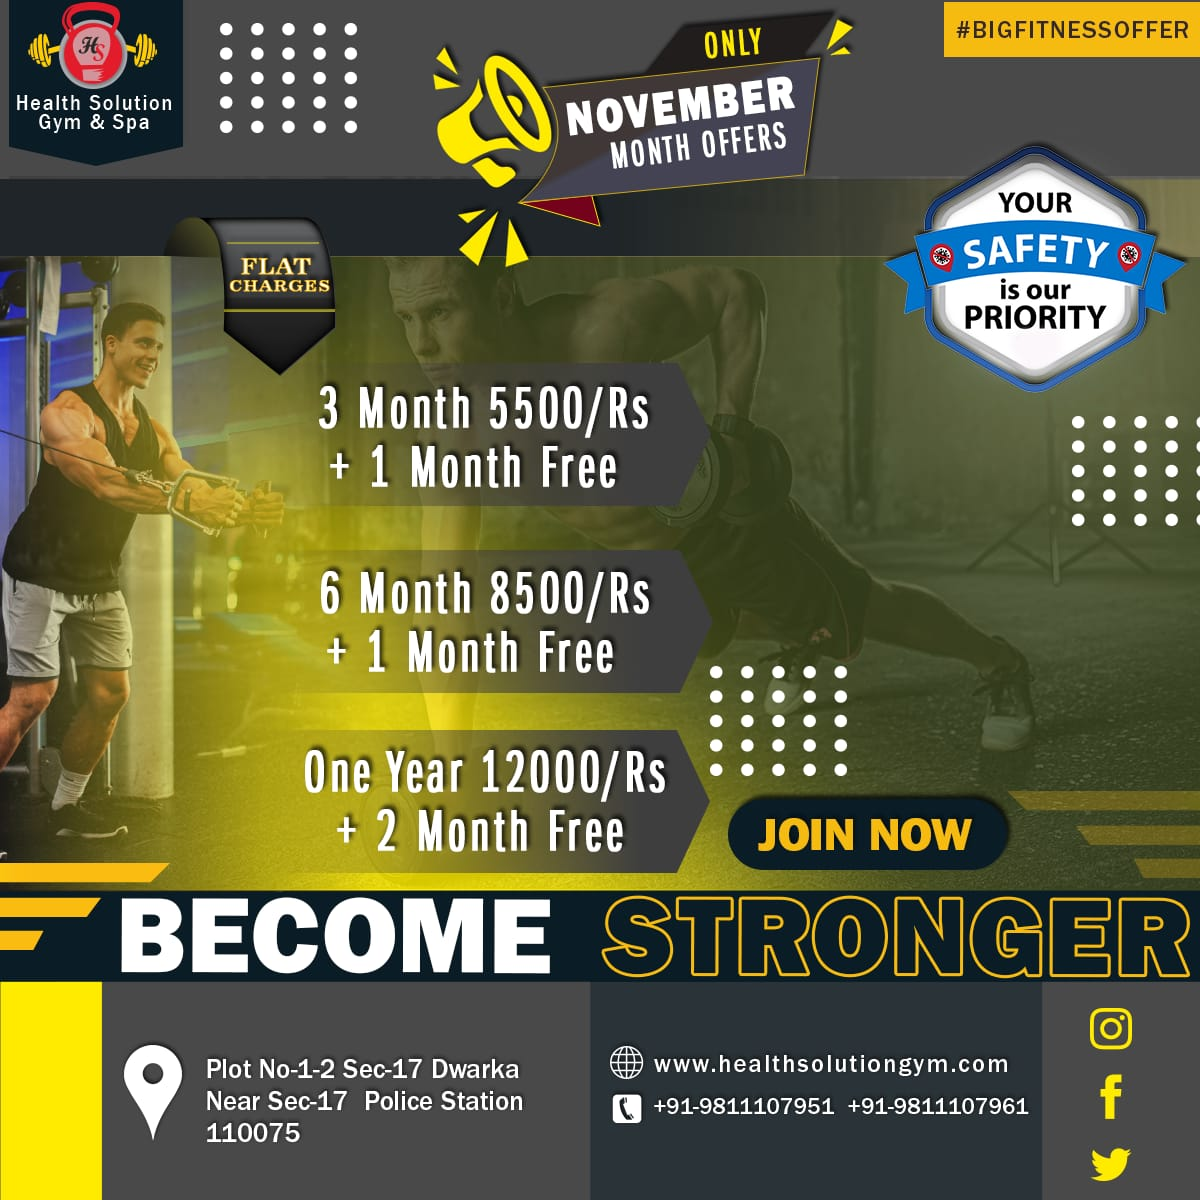 HS
Health Solution
Gym & Spa
ONLY
NOVEMBER
MONTH OFFERS
#BIGFITNESSOFFER
YOUR
SAFETY
is our
PRIORITY
FLAT
CHARGES
3 Month 5500/Rs
+ 1 Month Free
6 Month 8500/Rs
+ 1 Month Free
One Year 12000/Rs
+ 2 Month Free
JOIN NOW
BECOME STRONGER
Plot No-1-2 Sec-17 Dwarka
Near Sec-17 Police Station
110075
www.healthsolutiongym.com
+91-9811107951 +91-9811107961